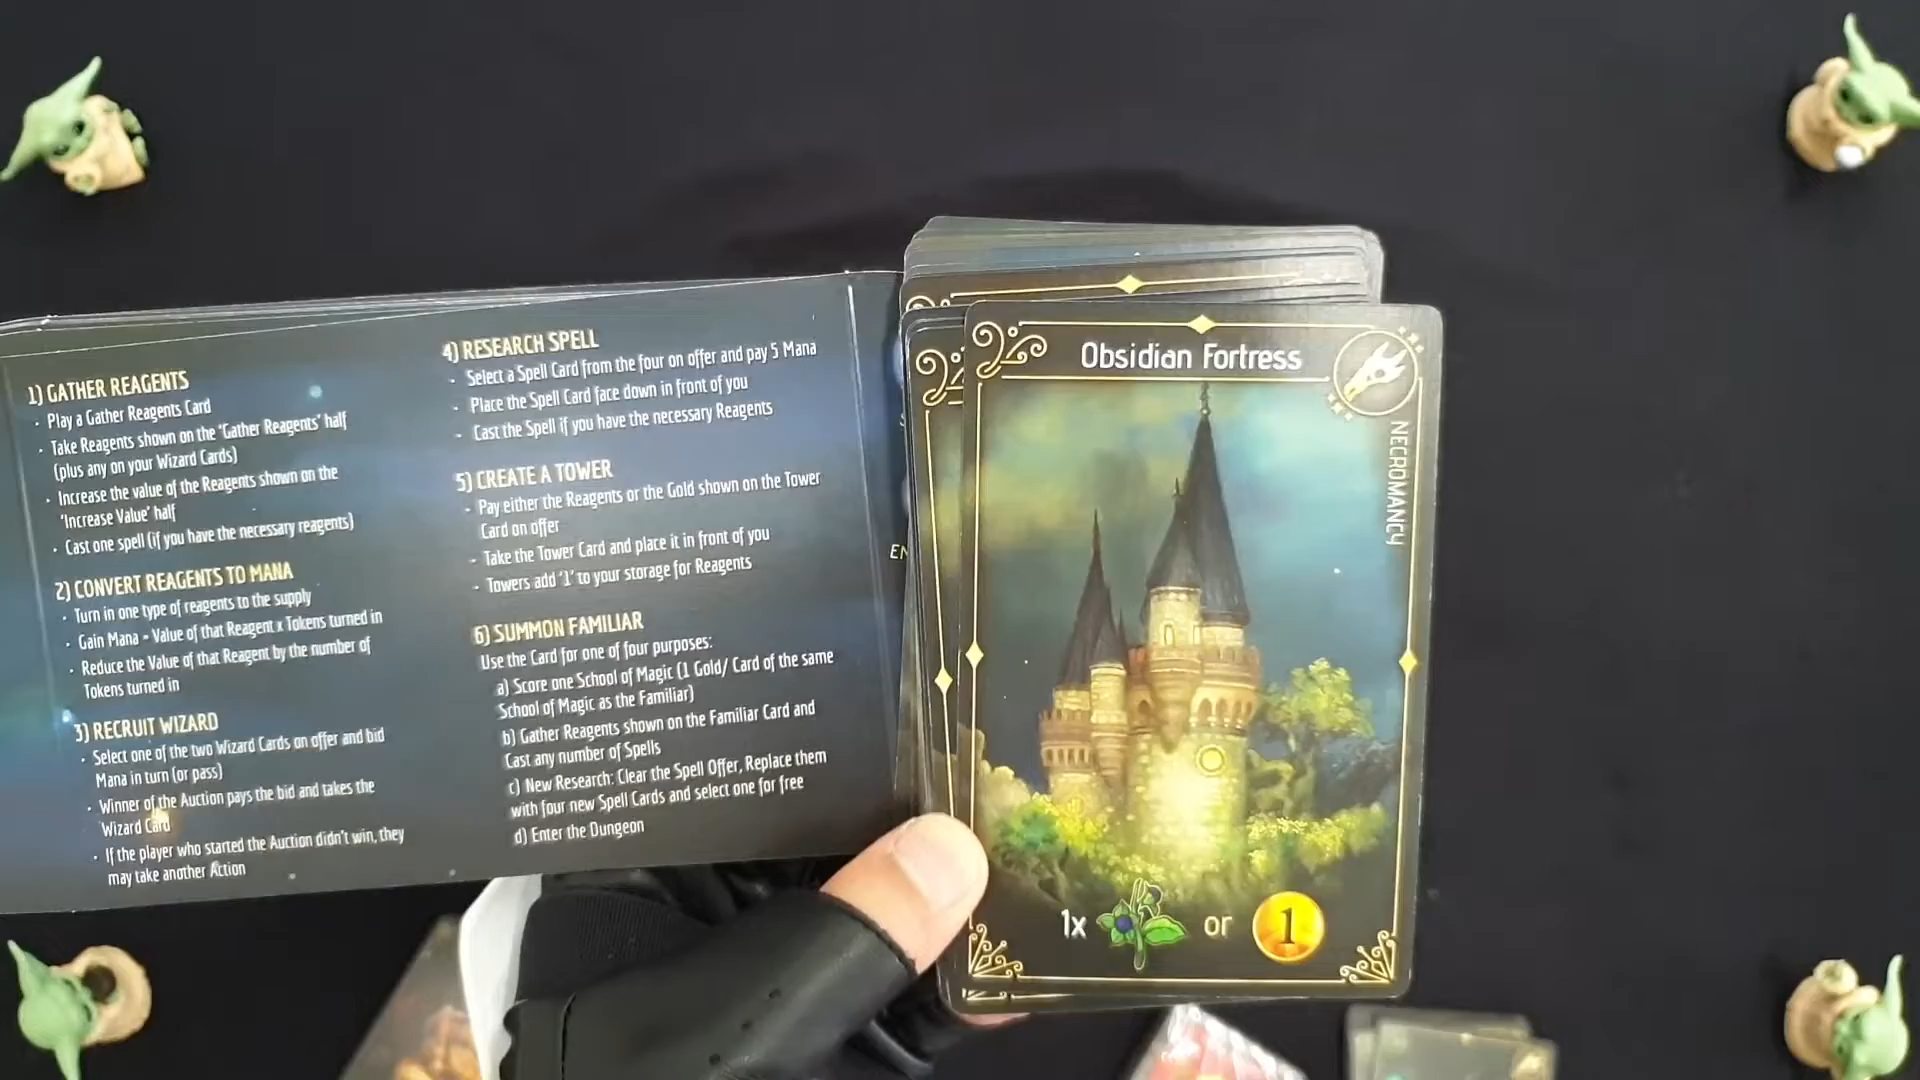 1) GATHER REAGENTS
· Play a Gather Reagents Card
· Take Reagents shown on the 'Gather Reagents' half
(plus any on your Wizard Cards)
· Increase the value of the Reagents shown on the
'Increase Value' half
· Cast one spell (if you have the necessary reagents)
2) CONVERT REAGENTS TO MANA
· Turn in one type of reagents to the supply
· Gain Mana = Value of that Reagent x Tokens turned in
· Reduce the Value of that Reagent by the number of
Tokens turned in
3) RECRUIT WIZARD
· Select one of the two Wizard Cards on offer and bid
Mana in turn (or pass)
· Winner of the Auction pays the bid and takes the
Wizard Card
· If the player who started the Auction didn't win, they
may take another Action
4) RESEARCH SPELL
- Select a Spell Card from the four on offer and pay 5 Mana
- Place the Spell Card face down in front of you
- Cast the Spell if you have the necessary Reagents
5) CREATE A TOWER
- Pay either the Reagents or the Gold shown on the Tower
Card on offer
- Take the Tower Card and place it in front of you
- Towers add '1' to your storage for Reagents
6) SUMMON FAMILIAR
Use the Card for one of four purposes:
a) Score one School of Magic (1 Gold/ Card of the same
School of Magic as the Familiar)
b) Gather Reagents shown on the Familiar Card and
Cast any number of Spells
c) New Research: Clear the Spell Offer, Replace them
with four new Spell Cards and select one for free
d) Enter the Dungeon
Obsidian Fortress
NECROMANCY
1x or 1